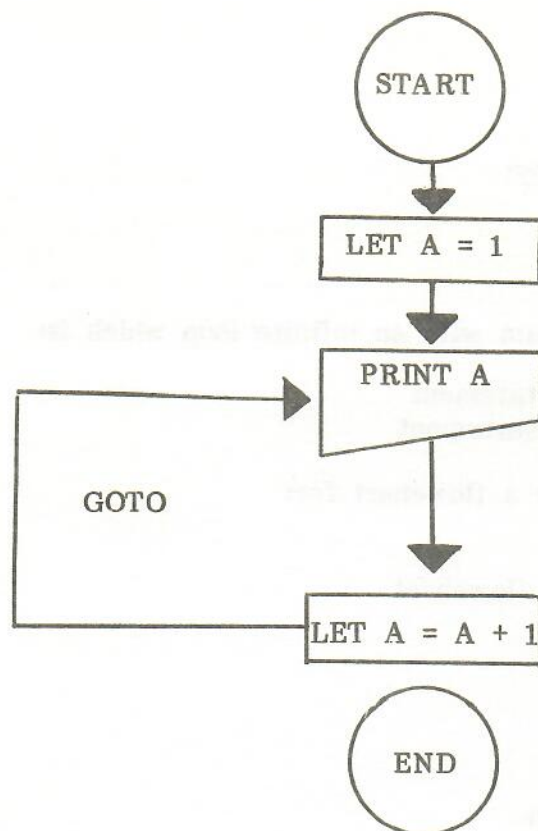 START
LET A = 1
PRINT A
GOTO
LET A = A + 1
END